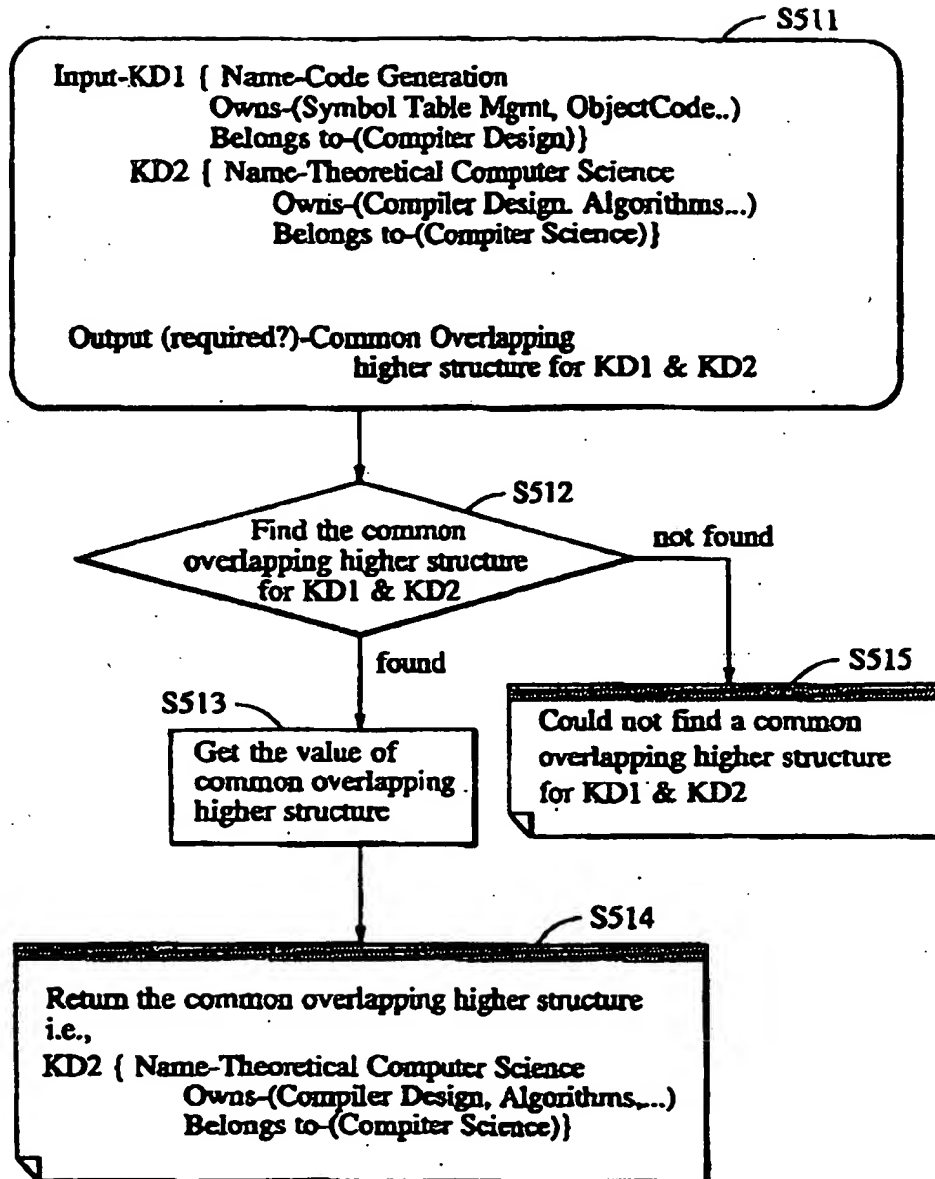 S511
Input-KD1 { Name-Code Generation
Owns-(Symbol Table Mgmt, ObjectCode..)
Belongs to-(Compiter Design)}
KD2 { Name-Theoretical Computer Science
Owns-(Compiler Design. Algorithms...)
Belongs to-(Compiter Science)}
Output (required?)-Common Overlapping
higher structure for KD1 & KD2
S512
Find the common
overlapping higher structure
for KD1 & KD2
not found
found
S513
Get the value of
common overlapping
higher structure
S515
Could not find a common
overlapping higher structure
for KD1 & KD2
S514
Return the common overlapping higher structure
i.e.,
KD2 { Name-Theoretical Computer Science
Owns-(Compiler Design, Algorithms,...)
Belongs to-(Compiter Science)}